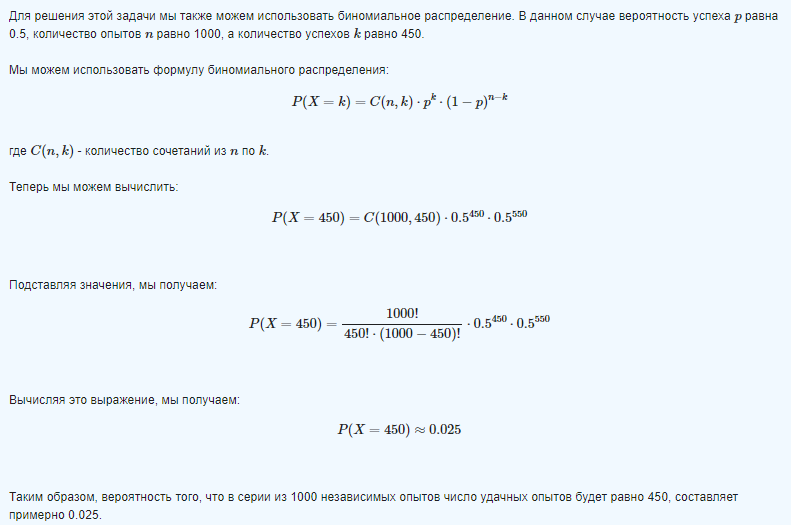 Для решения этой задачи мы также можем использовать биномиальное распределение. В данном случае вероятность успеха p равна
0.5, количество опытов n равно 1000, а количество успехов k равно 450.
Мы можем использовать формулу биномиального распределения:
P(X = k) = C(n, k) · p^k · (1 − p)^{n−k}
где C(n, k) - количество сочетаний из n по k.
Теперь мы можем вычислить:
P(X = 450) = C(1000, 450) · 0.5^{450} · 0.5^{550}
Подставляя значения, мы получаем:
P(X = 450) = \frac{1000!}{450! · (1000 − 450)!} · 0.5^{450} · 0.5^{550}
Вычисляя это выражение, мы получаем:
P(X = 450) ≈ 0.025
Таким образом, вероятность того, что в серии из 1000 независимых опытов число удачных опытов будет равно 450, составляет
примерно 0.025.